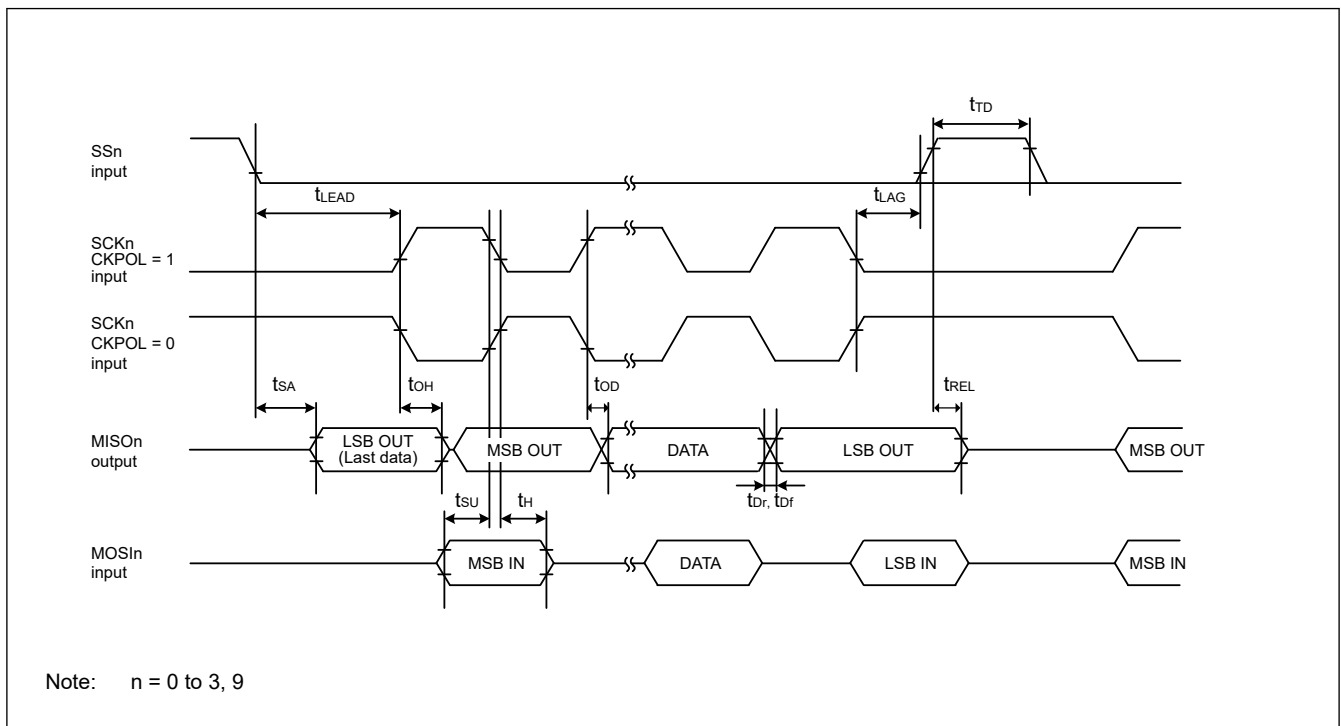 tTD
SSn
input
tLEAD
tLAG
SCKn
CKPOL = 1
input
SCKn
CKPOL = 0
input
tSA
tOH
tOD
tREL
MISOn
output
LSB OUT
(Last data)
MSB OUT
DATA
LSB OUT
MSB OUT
tSU
tH
tDr, tDf
MOSIn
input
MSB IN
DATA
LSB IN
MSB IN
Note: n = 0 to 3, 9